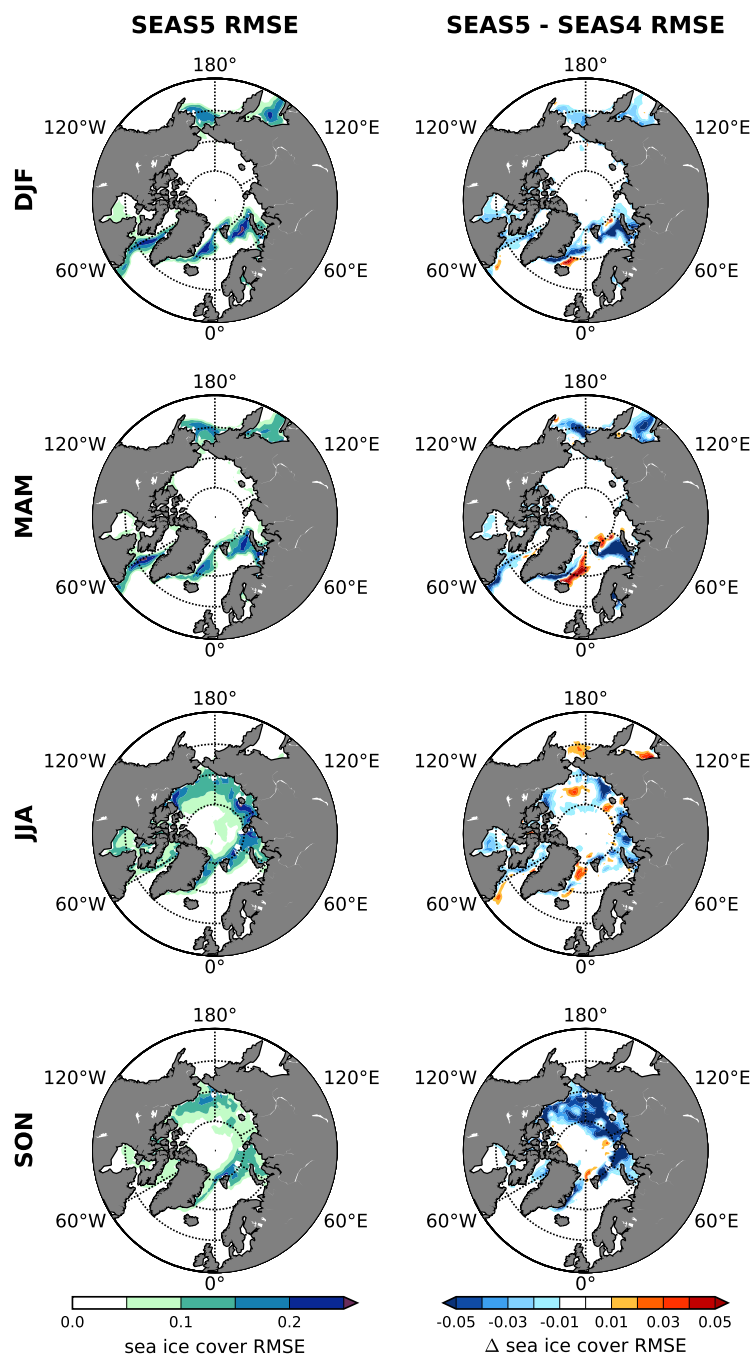 SEAS5 RMSE
SEAS5 - SEAS4 RMSE
DJF
180°
120°W
120°E
60°W
60°E
0°
180°
120°W
120°E
60°W
60°E
0°
MAM
180°
120°W
120°E
60°W
60°E
0°
180°
120°W
120°E
60°W
60°E
0°
JJA
180°
120°W
120°E
60°W
60°E
0°
180°
120°W
120°E
60°W
60°E
0°
SON
180°
120°W
120°E
60°W
60°E
0°
180°
120°W
120°E
60°W
60°E
0°
0.0 0.1 0.2
sea ice cover RMSE
-0.05 -0.03 -0.01 0.01 0.03 0.05
Δ sea ice cover RMSE